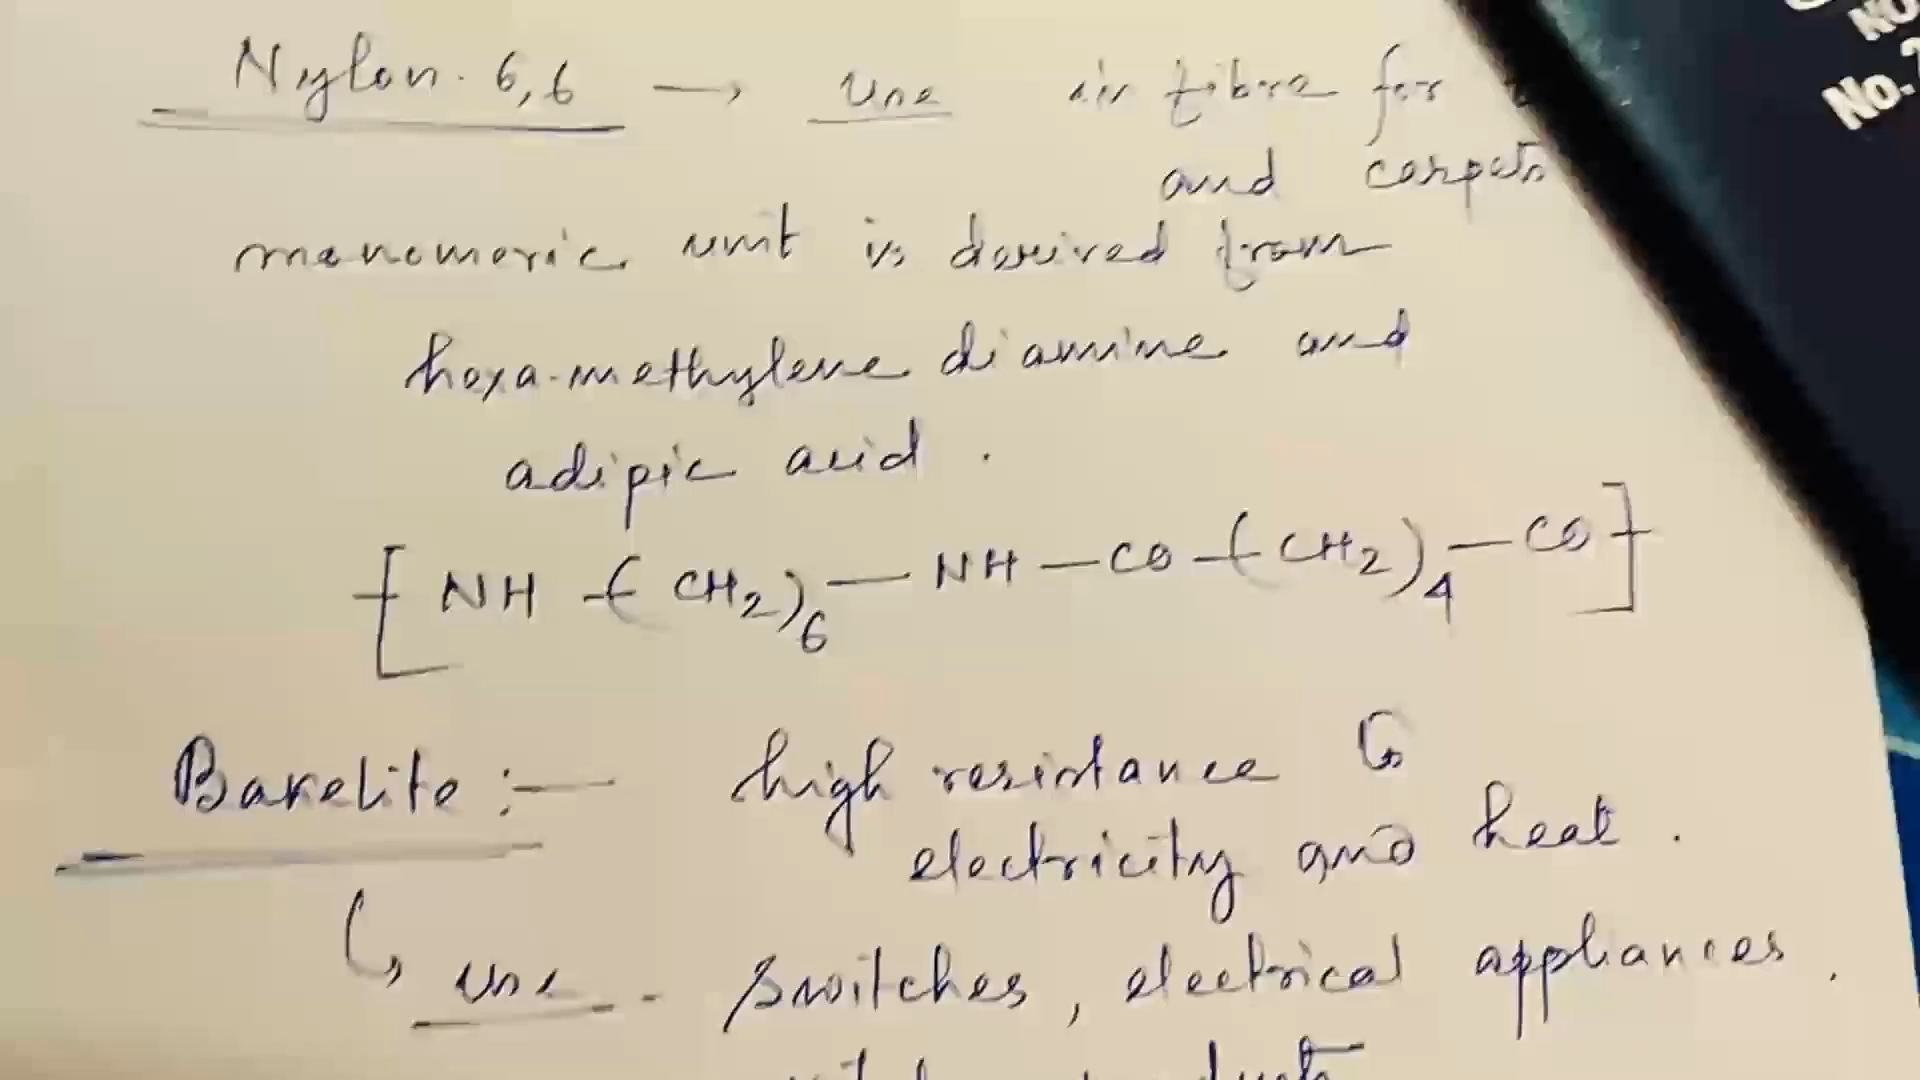 Nylon 6,6 → Use in fibre for
and carpets
monomeric unit is derived from
hexa-methylene diamine and
adipic acid.
[NH-(CH2)6-NH-CO-(CH2)4-CO]
Bakelite :- high resistance to
electricity and heat.
↳ Use - switches, electrical appliances,
NO
No.